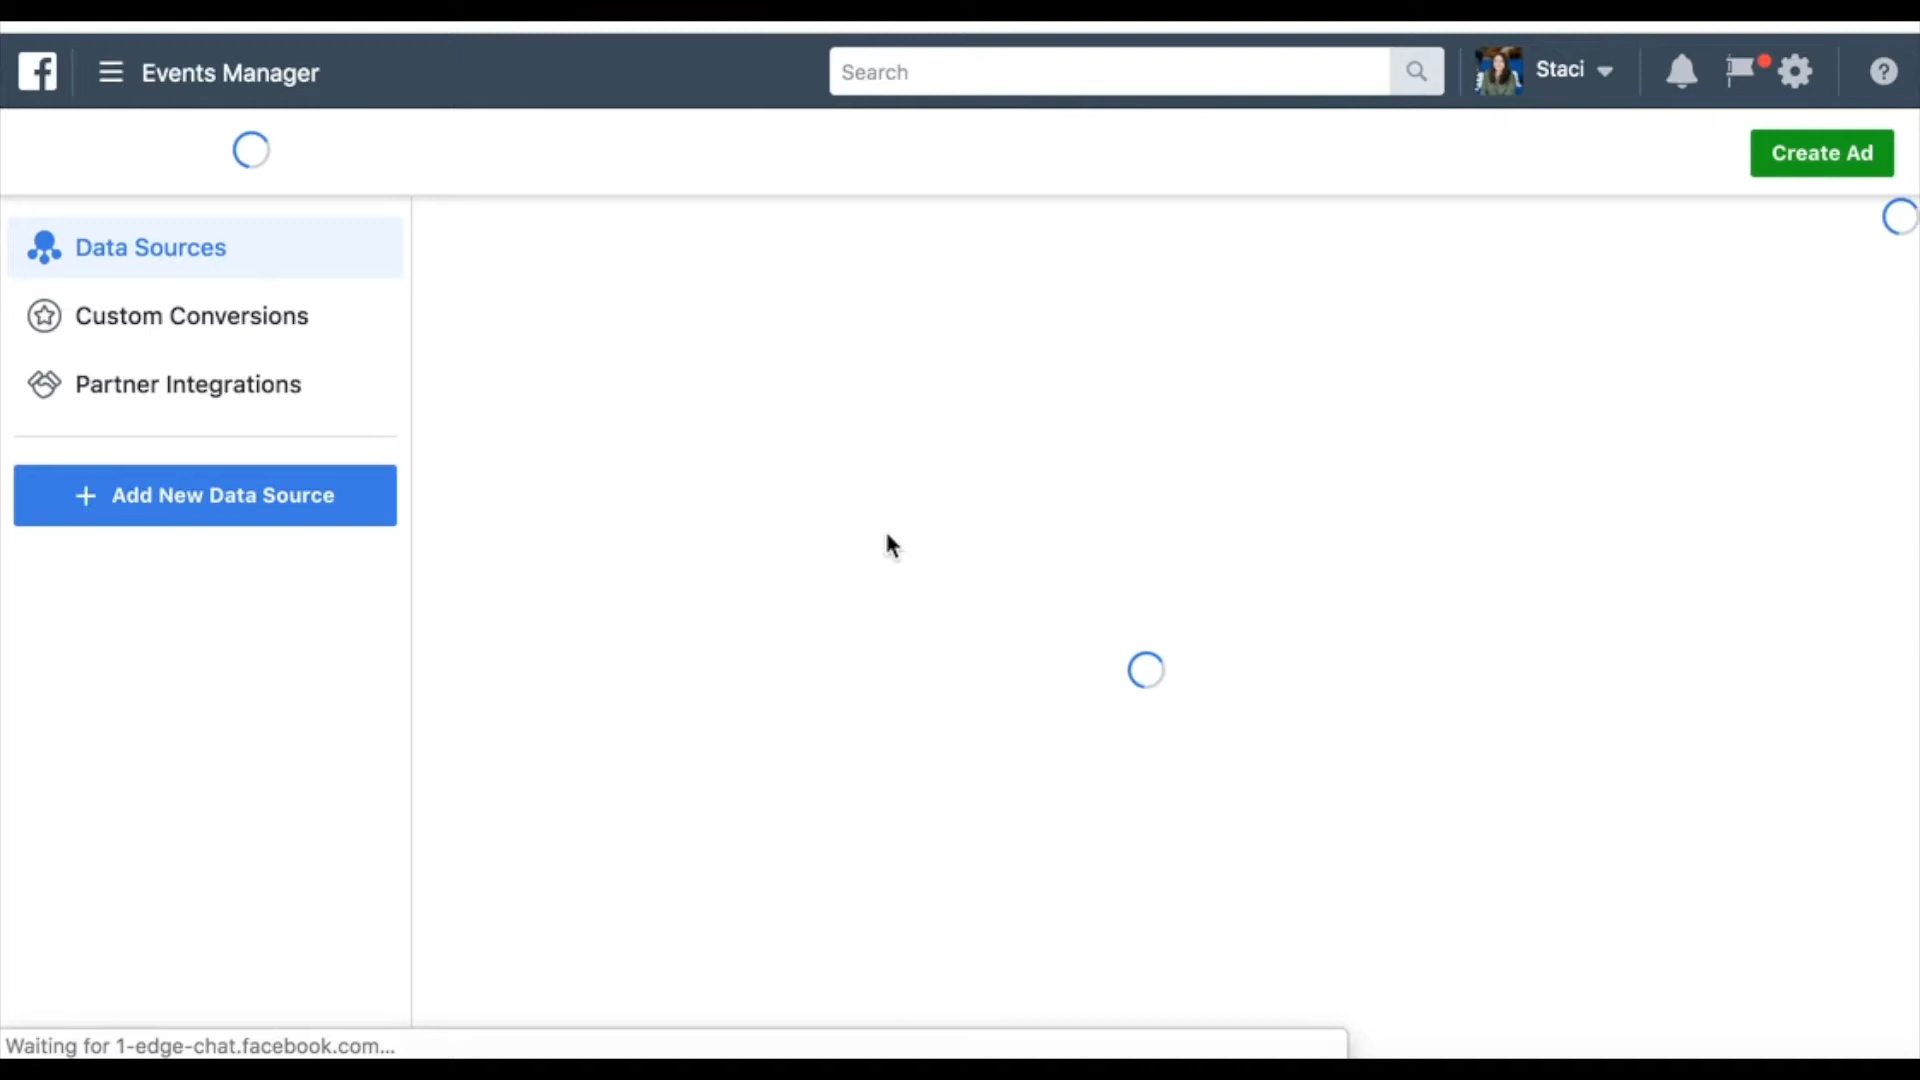 Events Manager
Search
Staci
Create Ad
Data Sources
Custom Conversions
Partner Integrations
+ Add New Data Source
Waiting for 1-edge-chat.facebook.com...